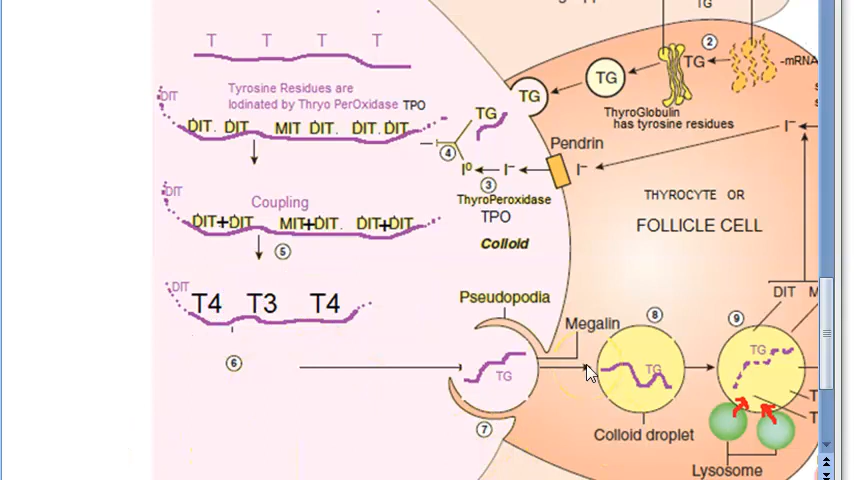 TG
T T T T
TG
②
-mRNA
TG
TG
Tyrosine Residues are
Iodinated by Thryo PerOxidase TPO
DIT
TG
ThyroGlobulin
has tyrosine residues
DIT. DIT. MIT DIT. DIT. DIT.
④
I⁻
Pendrin
I⁰
I⁻
I⁻
③
ThyroPeroxidase
TPO
DIT
Coupling
THYROCYTE OR
FOLLICLE CELL
DIT+DIT MIT+DIT. DIT+DIT
Colloid
⑤
DIT
T4 T3 T4
Pseudopodia
DIT M
Megalin
⑧
⑨
⑥
TG
TG
TG
T
T
⑦
Colloid droplet
Lysosome